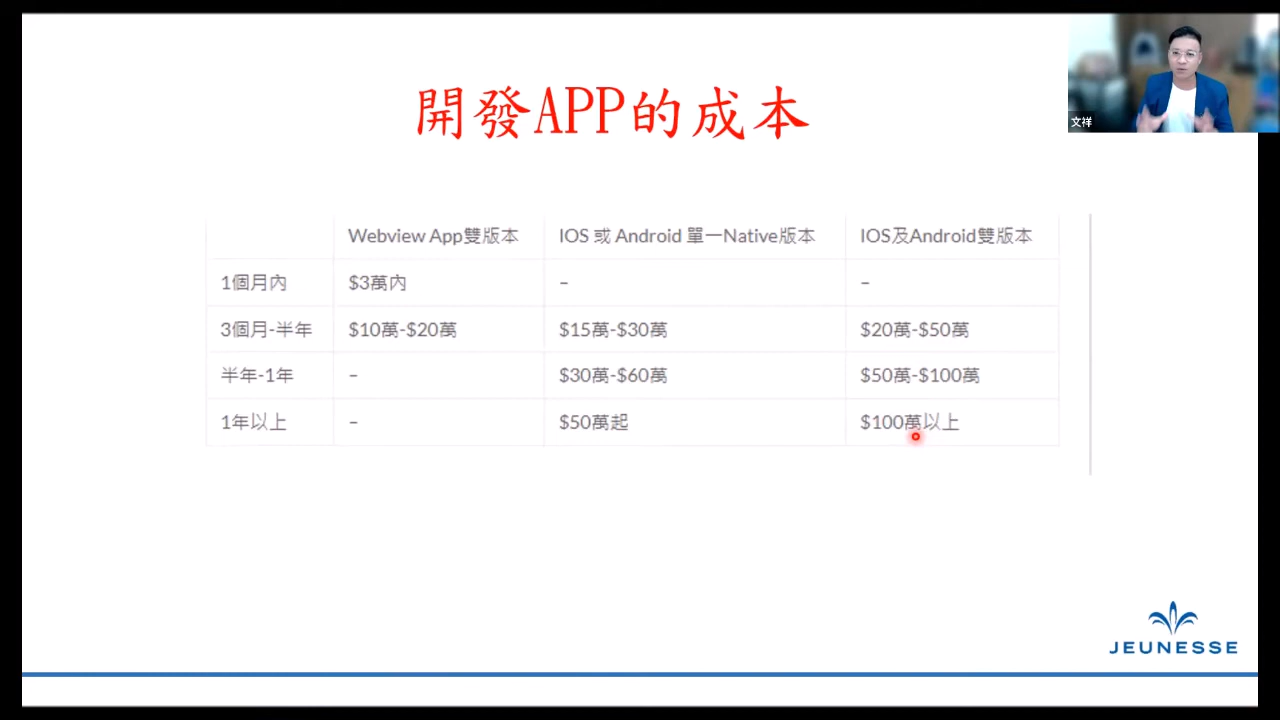 開發APP的成本
文祥
Webview App雙版本 IOS 或 Android 單一Native版本 IOS及Android雙版本
1個月內 $3萬內 – –
3個月-半年 $10萬-$20萬 $15萬-$30萬 $20萬-$50萬
半年-1年 – $30萬-$60萬 $50萬-$100萬
1年以上 – $50萬起 $100萬以上
JEUNESSE